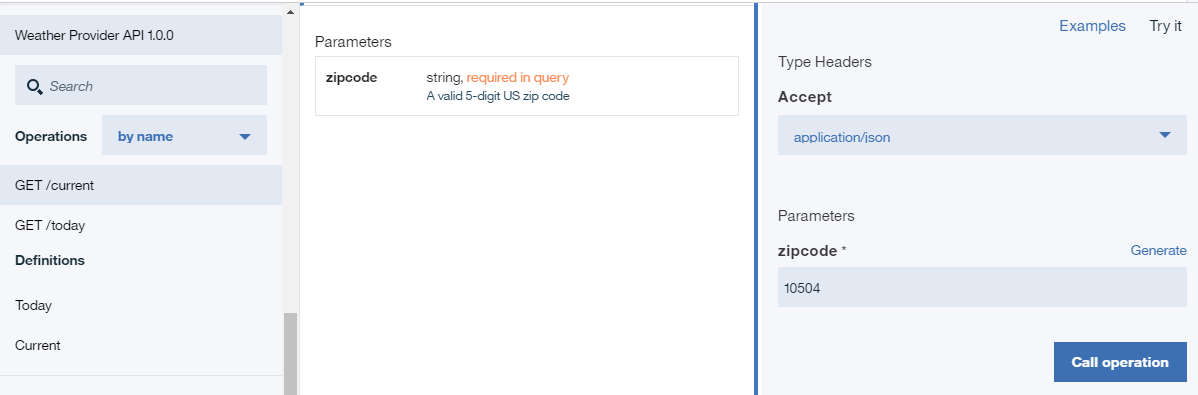 Weather Provider API 1.0.0
Search
Operations
by name
GET /current
GET /today
Definitions
Today
Current
Parameters
zipcode
string, required in query
A valid 5-digit US zip code
Examples
Try it
Type Headers
Accept
application/json
Parameters
zipcode *
Generate
10504
Call operation